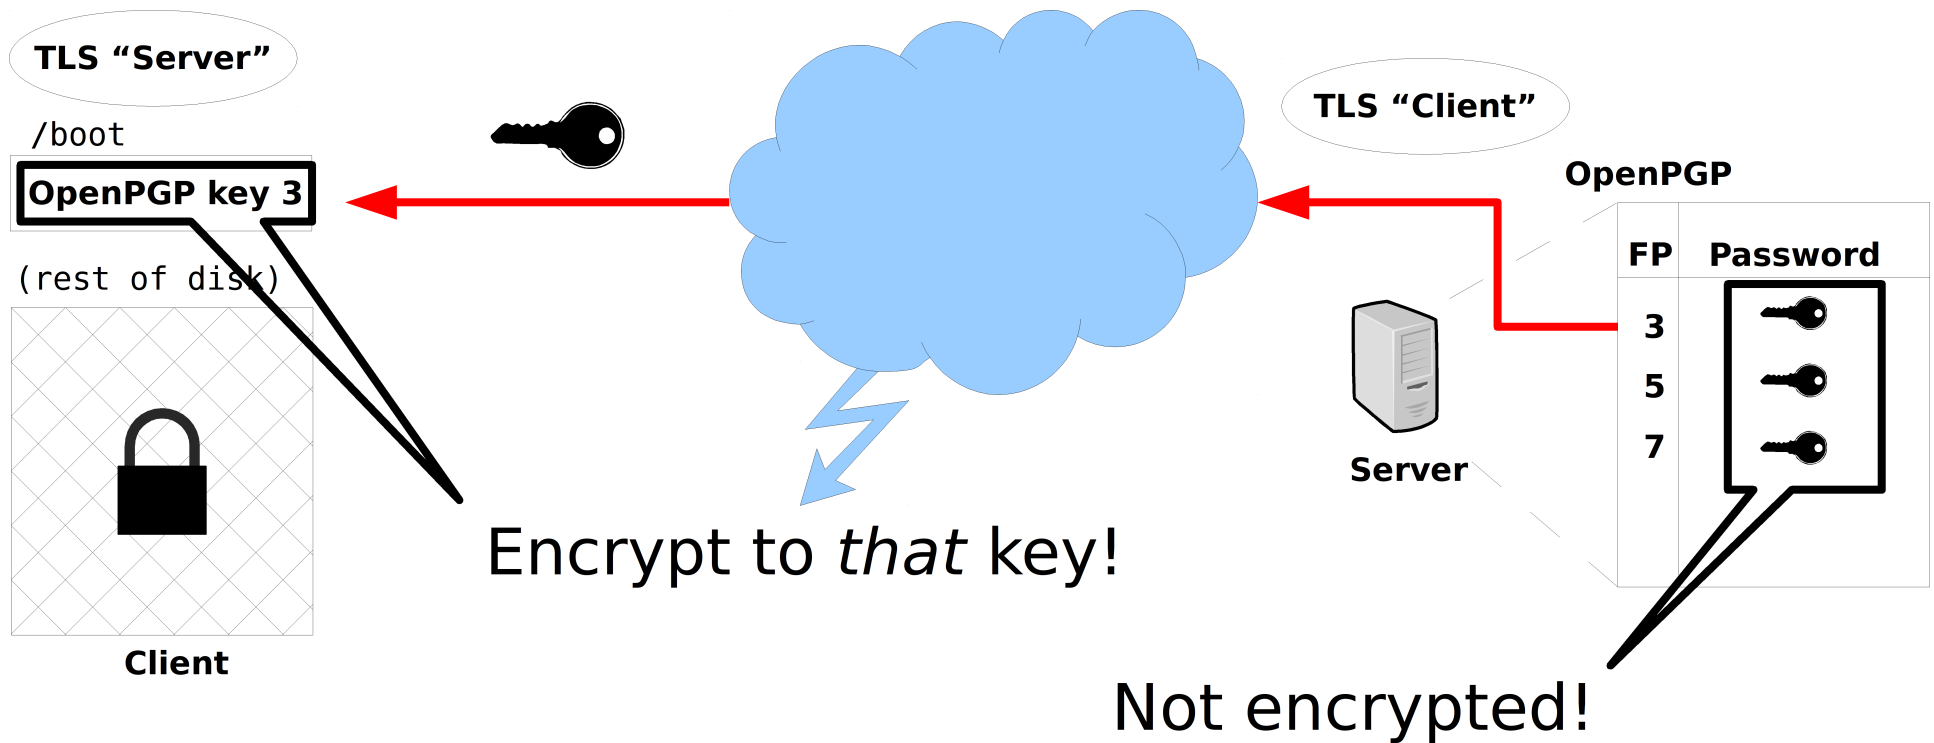 TLS “Server”
/boot
OpenPGP key 3
(rest of disk)
Client
TLS “Client”
OpenPGP
FP Password
3
5
7
Server
Encrypt to that key!
Not encrypted!